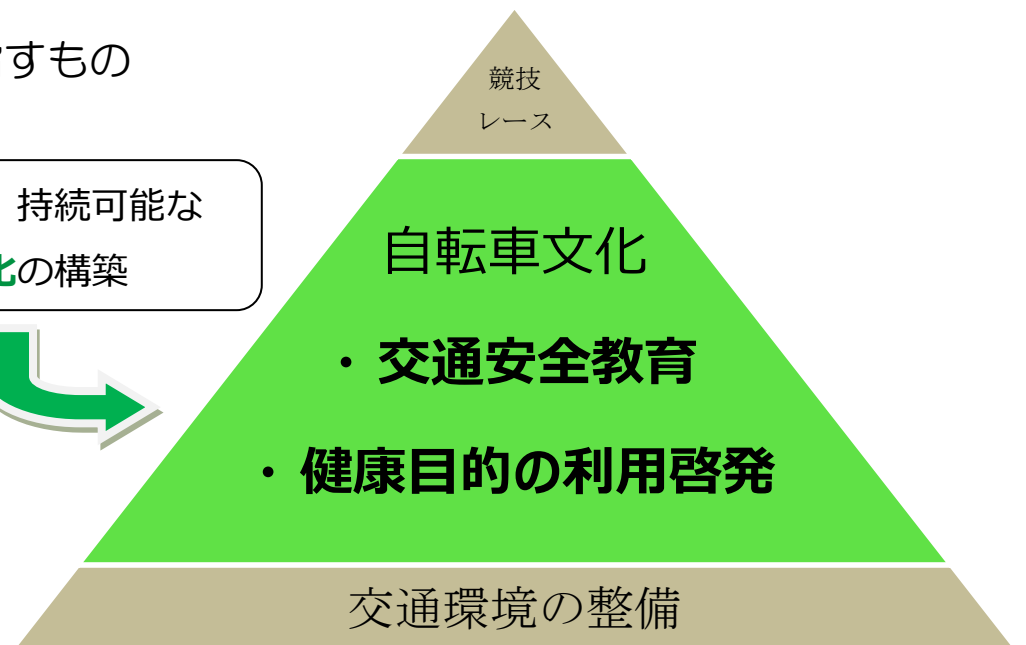 すもの
競技
レース
持続可能な
化の構築
自転車文化
・交通安全教育
・健康目的の利用啓発
交通環境の整備